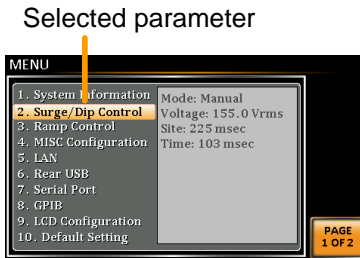 Selected parameter
MENU
1. System Information
2. Surge/Dip Control
3. Ramp Control
4. MISC Configuration
5. LAN
6. Rear USB
7. Serial Port
8. GPIB
9. LCD Configuration
10. Default Setting
Mode: Manual
Voltage: 155.0 Vrms
Site: 225 msec
Time: 103 msec
PAGE
1 OF 2